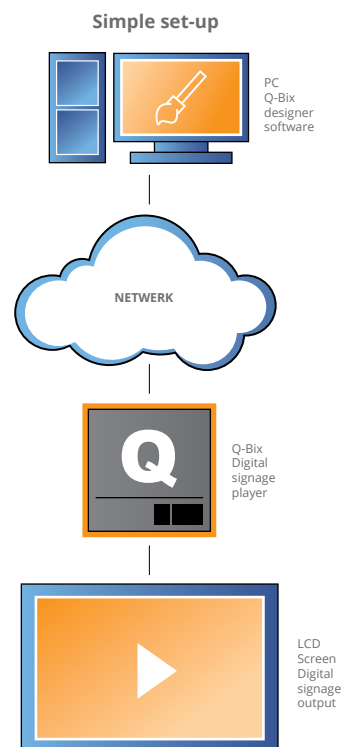 Simple set-up
PC
Q-Bix
designer
software
NETWERK
Q
Q-Bix
Digital
signage
player
LCD
Screen
Digital
signage
output